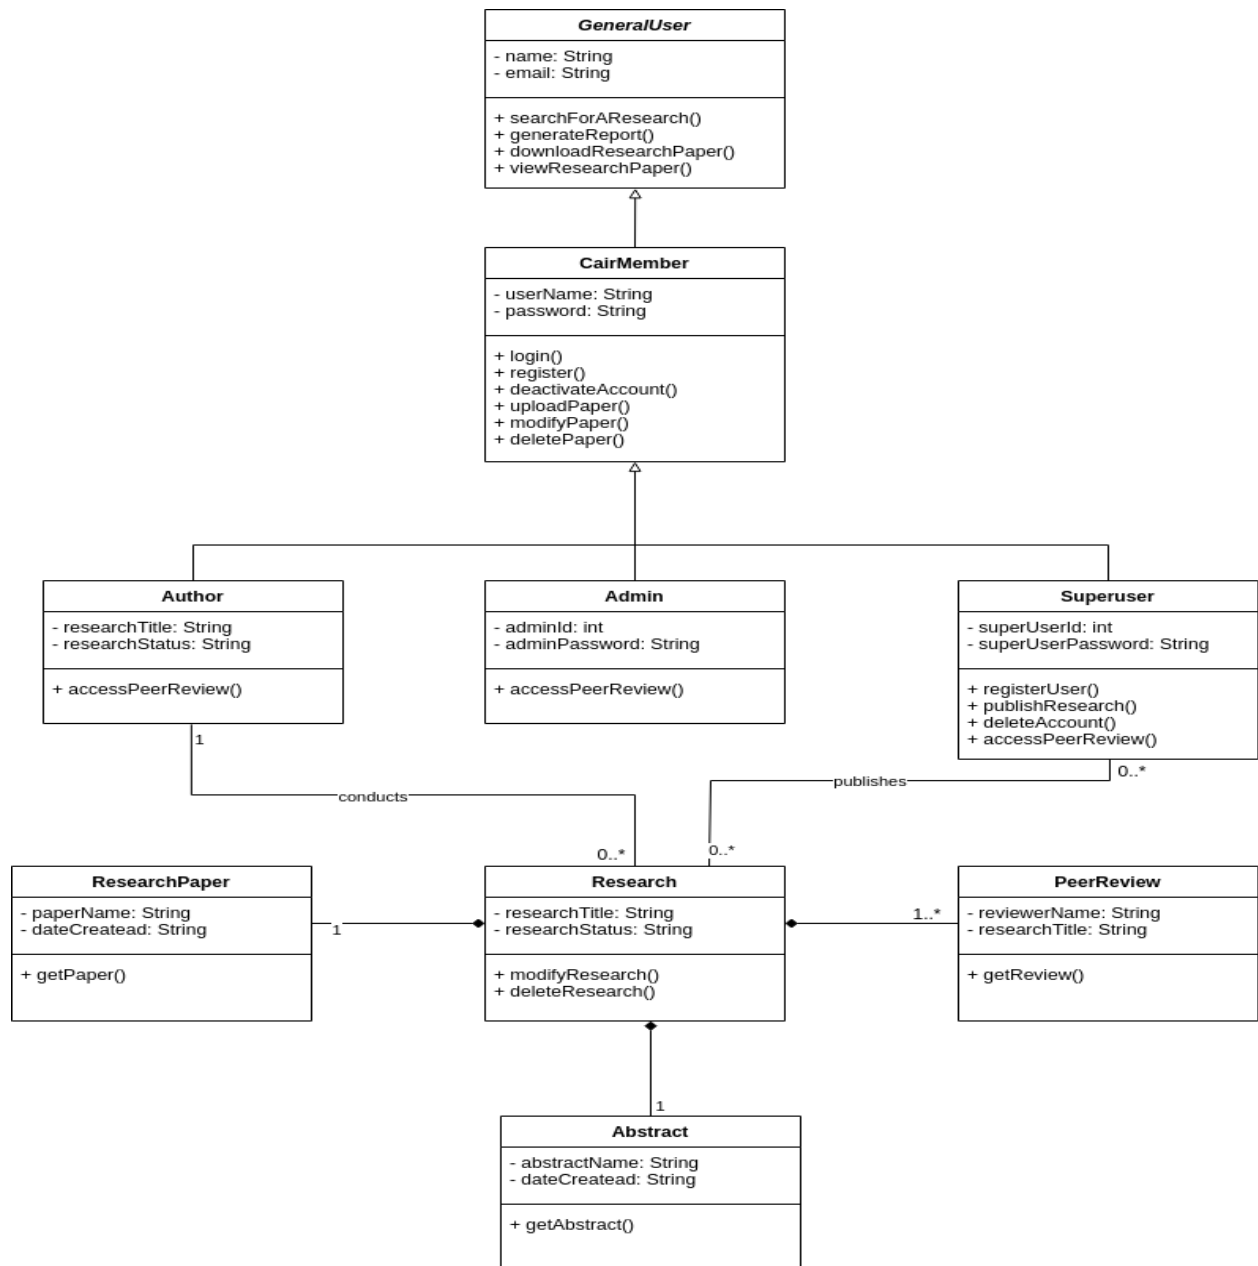 GeneralUser
- name: String
- email: String
+ searchForAResearch()
+ generateReport()
+ downloadResearchPaper()
+ viewResearchPaper()
CairMember
- userName: String
- password: String
+ login()
+ register()
+ deactivateAccount()
+ uploadPaper()
+ modifyPaper()
+ deletePaper()
Author
- researchTitle: String
- researchStatus: String
+ accessPeerReview()
Admin
- adminId: int
- adminPassword: String
+ accessPeerReview()
Superuser
- superUserId: int
- superUserPassword: String
+ registerUser()
+ publishResearch()
+ deleteAccount()
+ accessPeerReview()
1
conducts
0..*
0..*
publishes
0..*
ResearchPaper
- paperName: String
- dateCreatead: String
+ getPaper()
1
Research
- researchTitle: String
- researchStatus: String
+ modifyResearch()
+ deleteResearch()
1..*
PeerReview
- reviewerName: String
- researchTitle: String
+ getReview()
1
Abstract
- abstractName: String
- dateCreatead: String
+ getAbstract()